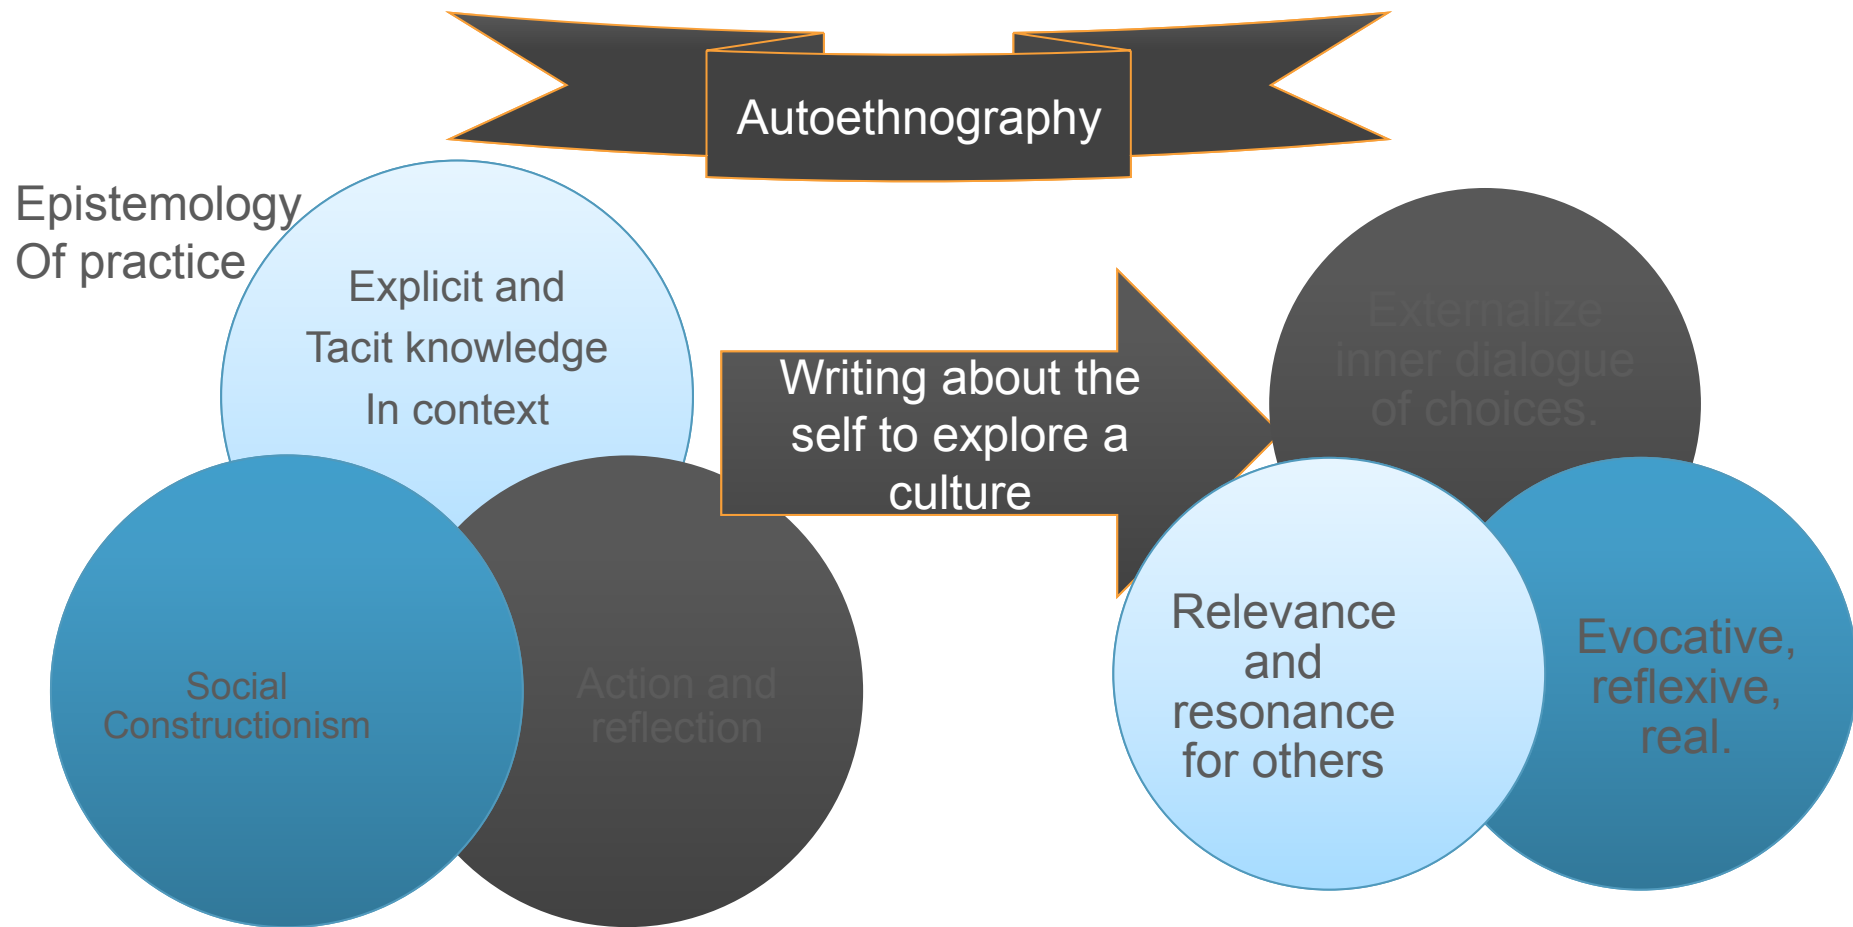 Autoethnography
Epistemology
Of practice
Explicit and
Tacit knowledge
In context
Social
Constructionism
Action and
reflection
Writing about the
self to explore a
culture
Externalize
inner dialogue
of choices.
Relevance
and
resonance
for others
Evocative,
reflexive,
real.